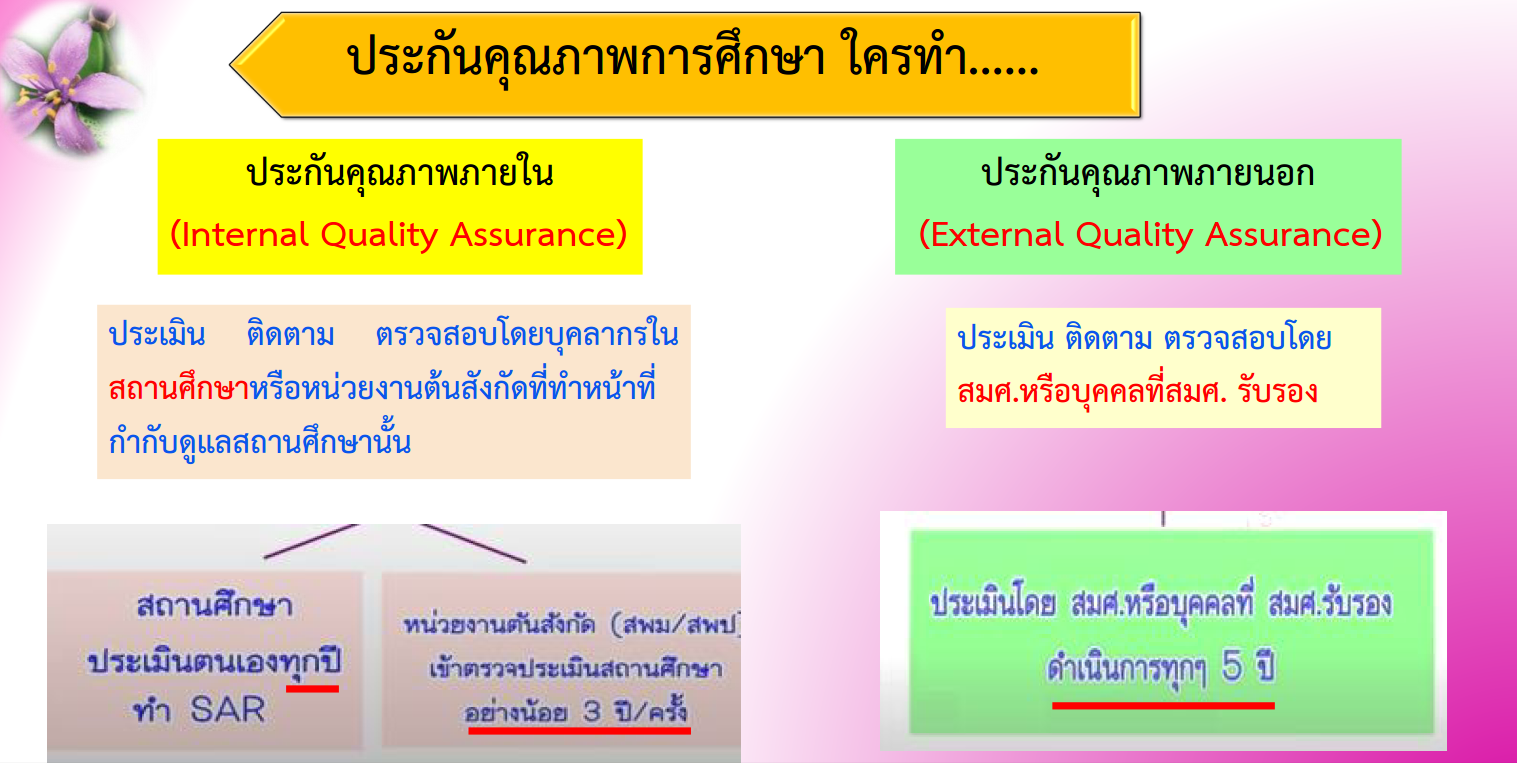 ประกันคุณภาพการศึกษา ใครทำ......
ประกันคุณภาพภายใน
(Internal Quality Assurance)
ประเมิน ติดตาม ตรวจสอบโดยบุคลากรใน
สถานศึกษาหรือหน่วยงานต้นสังกัดที่ทำหน้าที่
กำกับดูแลสถานศึกษานั้น
สถานศึกษา
ประเมินตนเองทุกปี
ทำ SAR
หน่วยงานต้นสังกัด (สพม/สพป)
เข้าตรวจประเมินสถานศึกษา
อย่างน้อย 3 ปี/ครั้ง
ประกันคุณภาพภายนอก
(External Quality Assurance)
ประเมิน ติดตาม ตรวจสอบโดย
สมศ.หรือบุคคลที่สมศ. รับรอง
ประเมินโดย สมศ.หรือบุคคลที่ สมศ.รับรอง
ดำเนินการทุกๆ 5 ปี